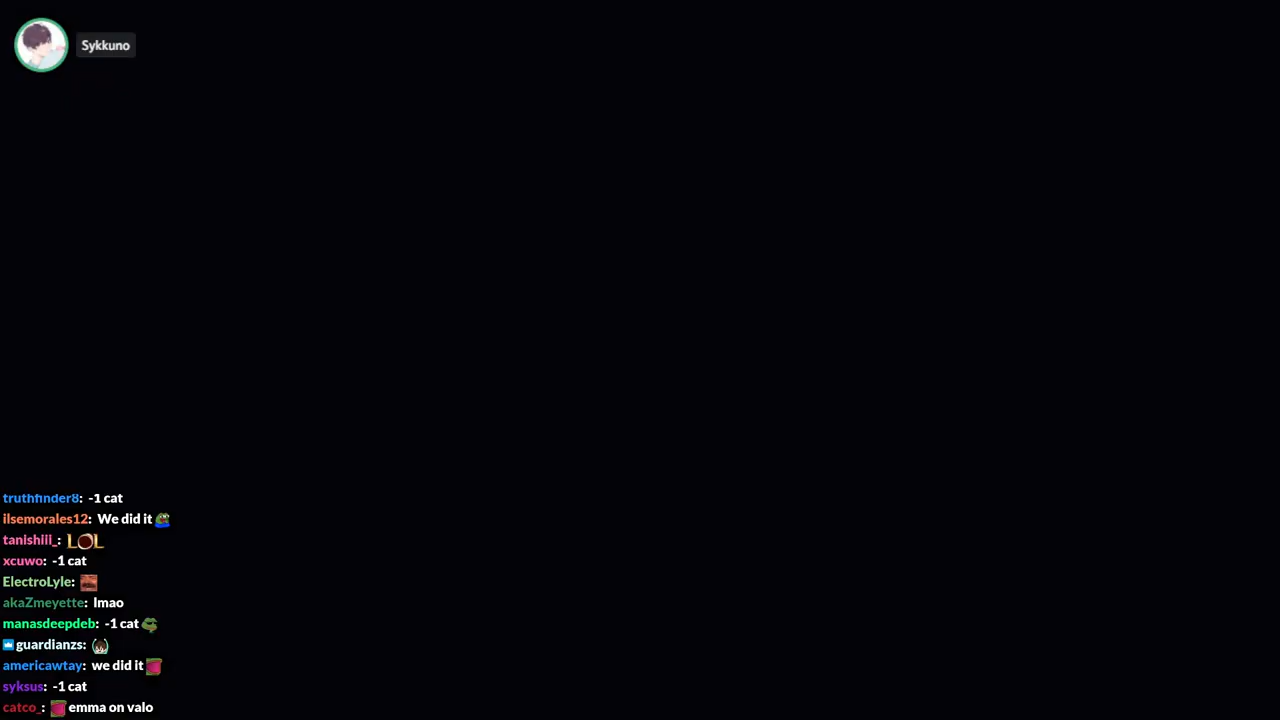 Sykkuno
truthfinder8: -1 cat
ilsemorales12: We did it
tanishiii_: LOL
xcuwo: -1 cat
ElectroLyle:
akaZmeyette: lmao
manasdeepdeb: -1 cat
guardianzs:
americawtay: we did it
syksus: -1 cat
catco_: emma on valo